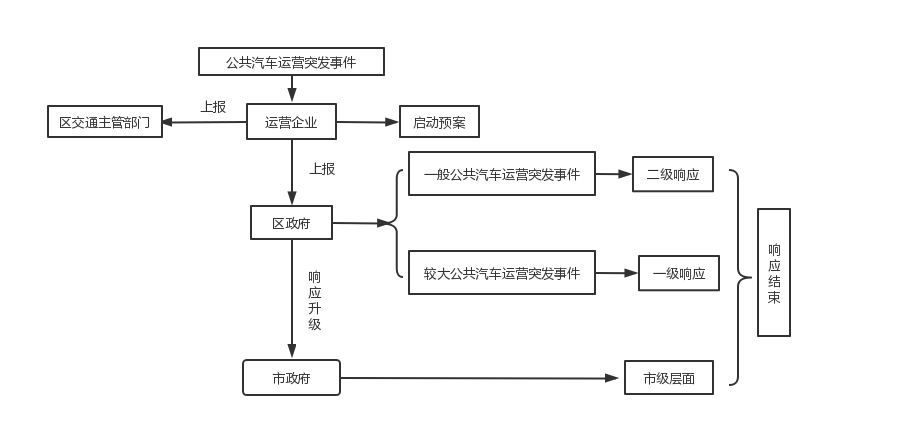 公共汽车运营突发事件
上报
区交通主管部门
运营企业
启动预案
上报
一般公共汽车运营突发事件
二级响应
区政府
响应结束
较大公共汽车运营突发事件
一级响应
响应升级
市政府
市级层面